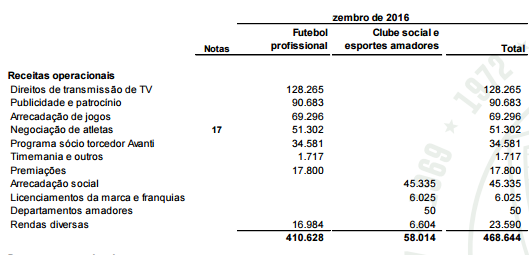 zembro de 2016
Futebol Clube social e
Notas profissional esportes amadores Total
Receitas operacionais
Direitos de transmissão de TV 128.265 128.265
Publicidade e patrocínio 90.683 90.683
Arrecadação de jogos 69.296 69.296
Negociação de atletas 17 51.302 51.302
Programa sócio torcedor Avanti 34.581 34.581
Timemania e outros 1.717 1.717
Premiações 17.800 17.800
Arrecadação social 45.335 45.335
Licenciamentos da marca e franquias 6.025 6.025
Departamentos amadores 50 50
Rendas diversas 16.984 6.604 23.590
410.628 58.014 468.644